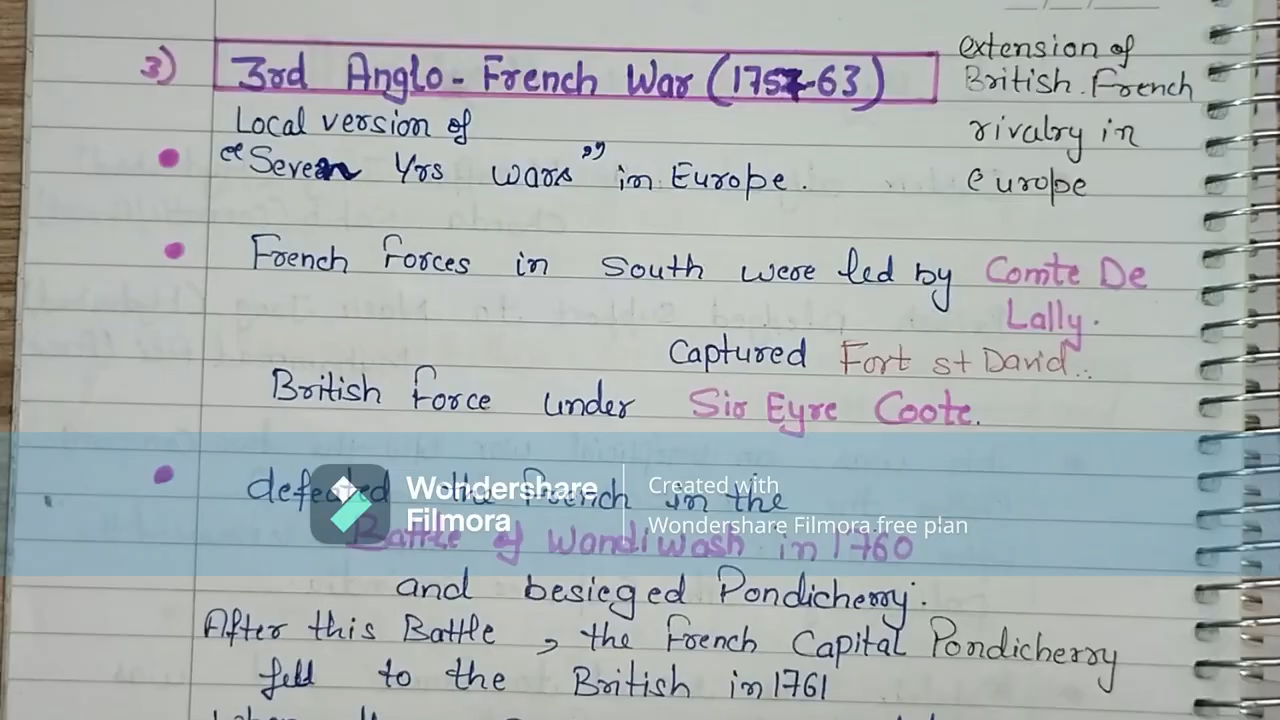 3) 3rd Anglo-French War (1757-63)
extension of
British.French
rivalry in
europe
Local version of
"Seven Yrs wars" in Europe.
French Forces in South were led by Comte De
Lally.
Captured Fort st David..
British Force under Sir Eyre Coote.
defeated the French in the
Battle of Wandiwash in 1760
Wondershare
Filmora
Created with
Wondershare Filmora free plan
and besieged Pondicherry.
After this Battle, the French Capital Pondicherry
fell to the British in 1761